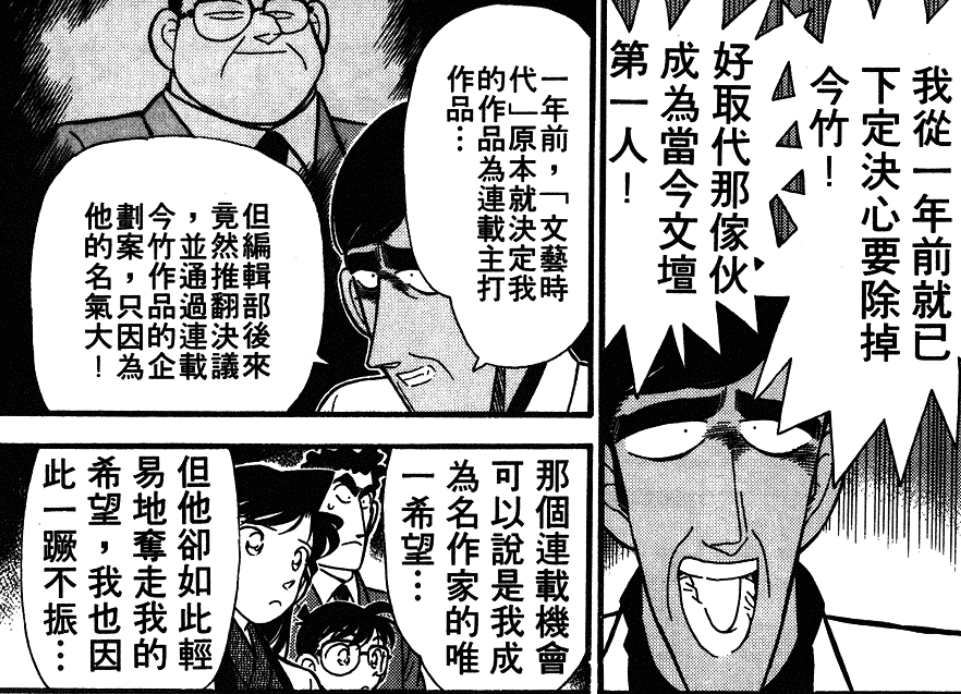 我從一年前就已
下定決心要除掉
今竹！
好取代那傢伙
成為當今文壇
第一人！
一年前，「文藝時
代」原本就決定我
的作品為連載主打
作品…
但編輯部後來
竟然推翻決議
，並通過連載
今竹作品的企
劃案，只因為
他的名氣大！
那個連載機會
可以說是我成
為名作家的唯
一希望…
但他卻如此輕
易地奪走我的
希望，我也因
此一蹶不振…